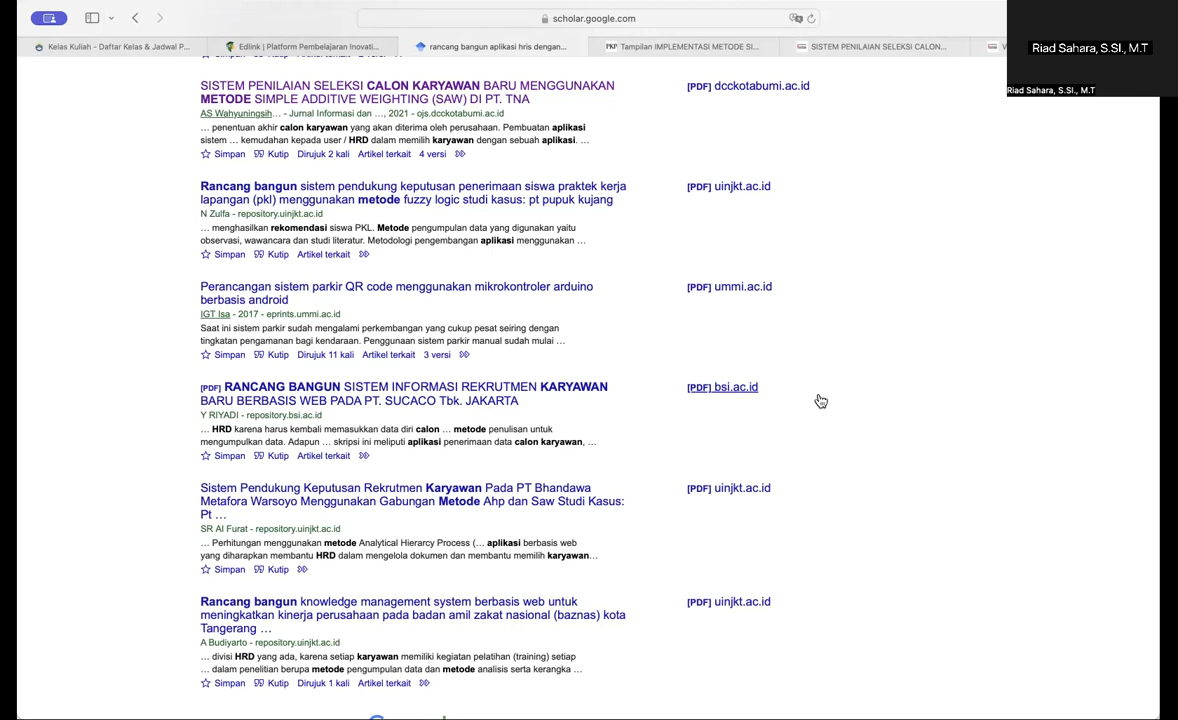 scholar.google.com
Kelas Kuliah - Daftar Kelas & Jadwal P...
Edlink | Platform Pembelajaran Inovati...
rancang bangun aplikasi hris dengan...
Tampilan IMPLEMENTASI METODE SI...
SISTEM PENILAIAN SELEKSI CALON...
Riad Sahara, S.SI., M.T
Riad Sahara, S.SI., M.T
SISTEM PENILAIAN SELEKSI CALON KARYAWAN BARU MENGGUNAKAN
METODE SIMPLE ADDITIVE WEIGHTING (SAW) DI PT. TNA
[PDF] dcckotabumi.ac.id
AS Wahyuningsih… - Jurnal Informasi dan …, 2021 - ojs.dcckotabumi.ac.id
… penentuan akhir calon karyawan yang akan diterima oleh perusahaan. Pembuatan aplikasi
sistem … kemudahan kepada user / HRD dalam memilih karyawan dengan sebuah aplikasi. …
Simpan Kutip Dirujuk 2 kali Artikel terkait 4 versi
Rancang bangun sistem pendukung keputusan penerimaan siswa praktek kerja
lapangan (pkl) menggunakan metode fuzzy logic studi kasus: pt pupuk kujang
[PDF] uinjkt.ac.id
N Zulfa - repository.uinjkt.ac.id
… menghasilkan rekomendasi siswa PKL. Metode pengumpulan data yang digunakan yaitu
observasi, wawancara dan studi literatur. Metodologi pengembangan aplikasi menggunakan …
Simpan Kutip Artikel terkait
Perancangan sistem parkir QR code menggunakan mikrokontroler arduino
berbasis android
[PDF] ummi.ac.id
IGT Isa - 2017 - eprints.ummi.ac.id
Saat ini sistem parkir sudah mengalami perkembangan yang cukup pesat seiring dengan
tingkatan pengamanan bagi kendaraan. Penggunaan sistem parkir manual sudah mulai …
Simpan Kutip Dirujuk 11 kali Artikel terkait 3 versi
[PDF] RANCANG BANGUN SISTEM INFORMASI REKRUTMEN KARYAWAN
BARU BERBASIS WEB PADA PT. SUCACO Tbk. JAKARTA
[PDF] bsi.ac.id
Y RIYADI - repository.bsi.ac.id
… HRD karena harus kembali memasukkan data diri calon … metode penulisan untuk
mengumpulkan data. Adapun … skripsi ini meliputi aplikasi penerimaan data calon karyawan, …
Simpan Kutip Artikel terkait
Sistem Pendukung Keputusan Rekrutmen Karyawan Pada PT Bhandawa
Metafora Warsoyo Menggunakan Gabungan Metode Ahp dan Saw Studi Kasus:
Pt …
[PDF] uinjkt.ac.id
SR Al Furat - repository.uinjkt.ac.id
… Perhitungan menggunakan metode Analytical Hierarcy Process (… aplikasi berbasis web
yang diharapkan membantu HRD dalam mengelola dokumen dan membantu memilih karyawan…
Simpan Kutip
Rancang bangun knowledge management system berbasis web untuk
meningkatkan kinerja perusahaan pada badan amil zakat nasional (baznas) kota
Tangerang …
[PDF] uinjkt.ac.id
A Budiyarto - repository.uinjkt.ac.id
… divisi HRD yang ada, karena setiap karyawan memiliki kegiatan pelatihan (training) setiap
… dalam penelitian berupa metode pengumpulan data dan metode analisis serta kerangka …
Simpan Kutip Dirujuk 1 kali Artikel terkait